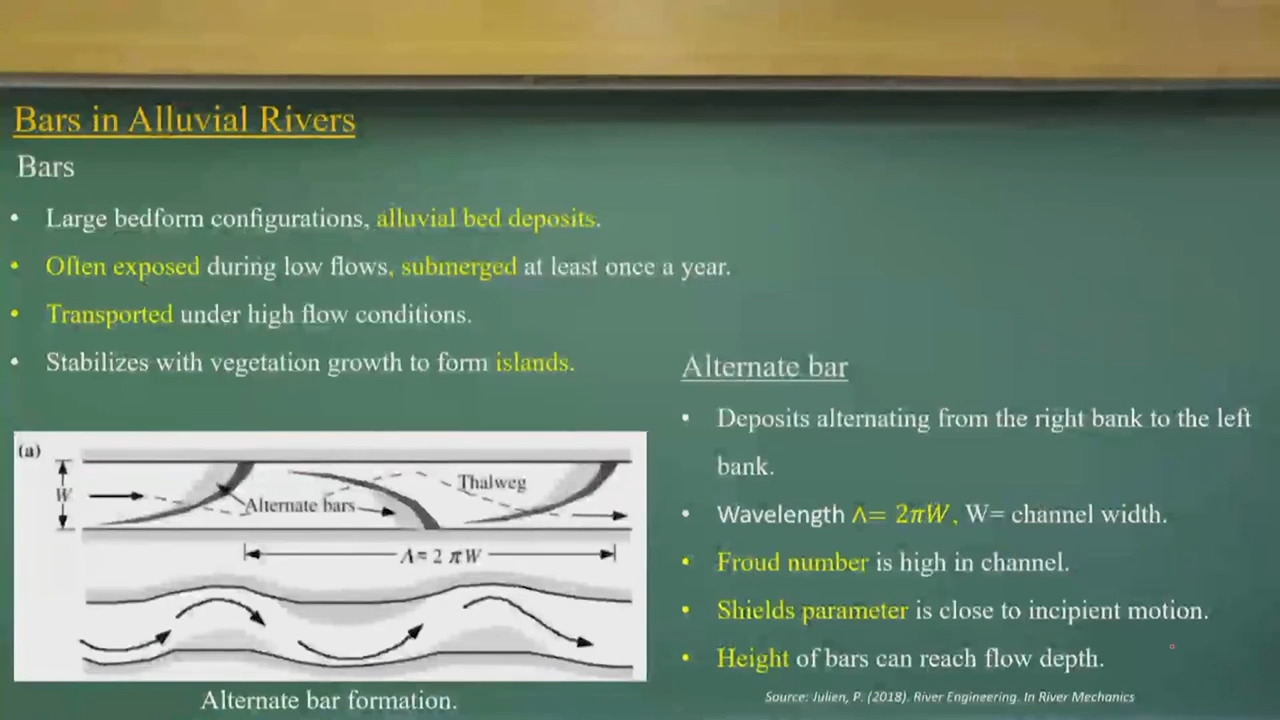 Bars in Alluvial Rivers
Bars
• Large bedform configurations, alluvial bed deposits.
• Often exposed during low flows, submerged at least once a year.
• Transported under high flow conditions.
• Stabilizes with vegetation growth to form islands.
(a)
W
Alternate bars
Thalweg
Λ = 2 πW
Alternate bar formation.
Alternate bar
• Deposits alternating from the right bank to the left
bank.
• Wavelength Λ= 2πW, W= channel width.
• Froud number is high in channel.
• Shields parameter is close to incipient motion.
• Height of bars can reach flow depth.
Source: Julien, P. (2018). River Engineering. In River Mechanics